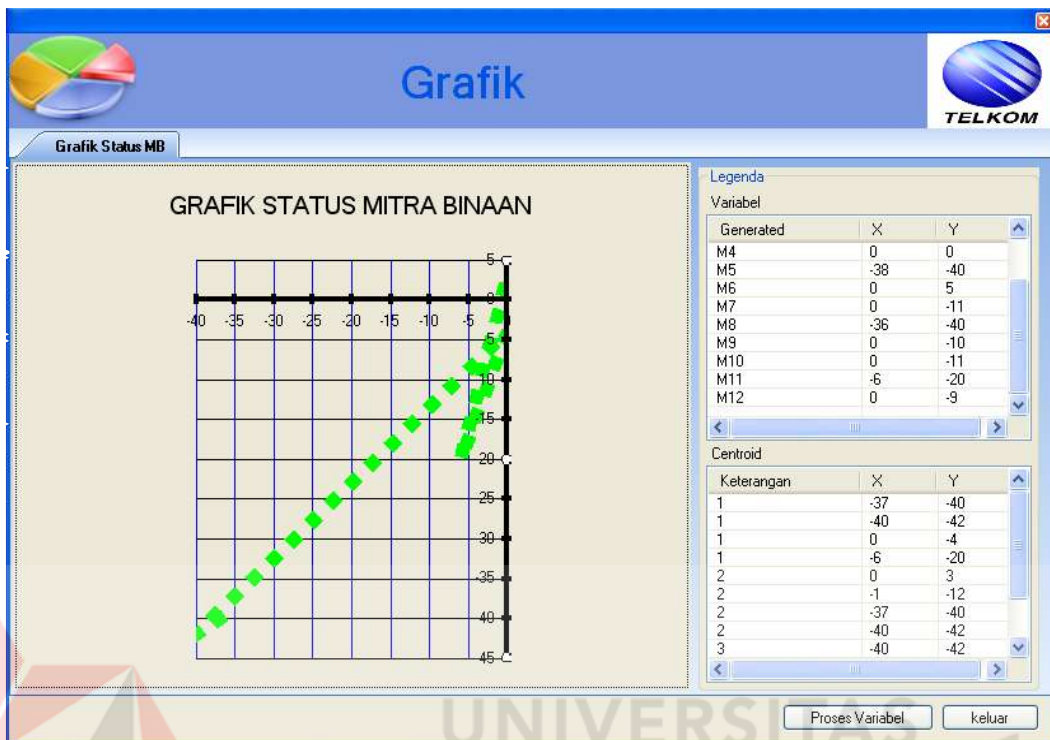 Grafik
TELKOM
Grafik Status MB
GRAFIK STATUS MITRA BINAAN
5
0
-40 -35 -30 -25 -20 -15 -10 -5 0
-5
-10
-15
-20
-25
-30
-35
-40
-45
Legenda
Variabel
Generated X Y
M4 0 0
M5 -38 -40
M6 0 5
M7 0 -11
M8 -36 -40
M9 0 -10
M10 0 -11
M11 -6 -20
M12 0 -9
Centroid
Keterangan X Y
1 -37 -40
1 -40 -42
1 0 -4
1 -6 -20
2 0 3
2 -1 -12
2 -37 -40
2 -40 -42
3 -40 -42
Proses Variabel keluar
UNIVERSITAS